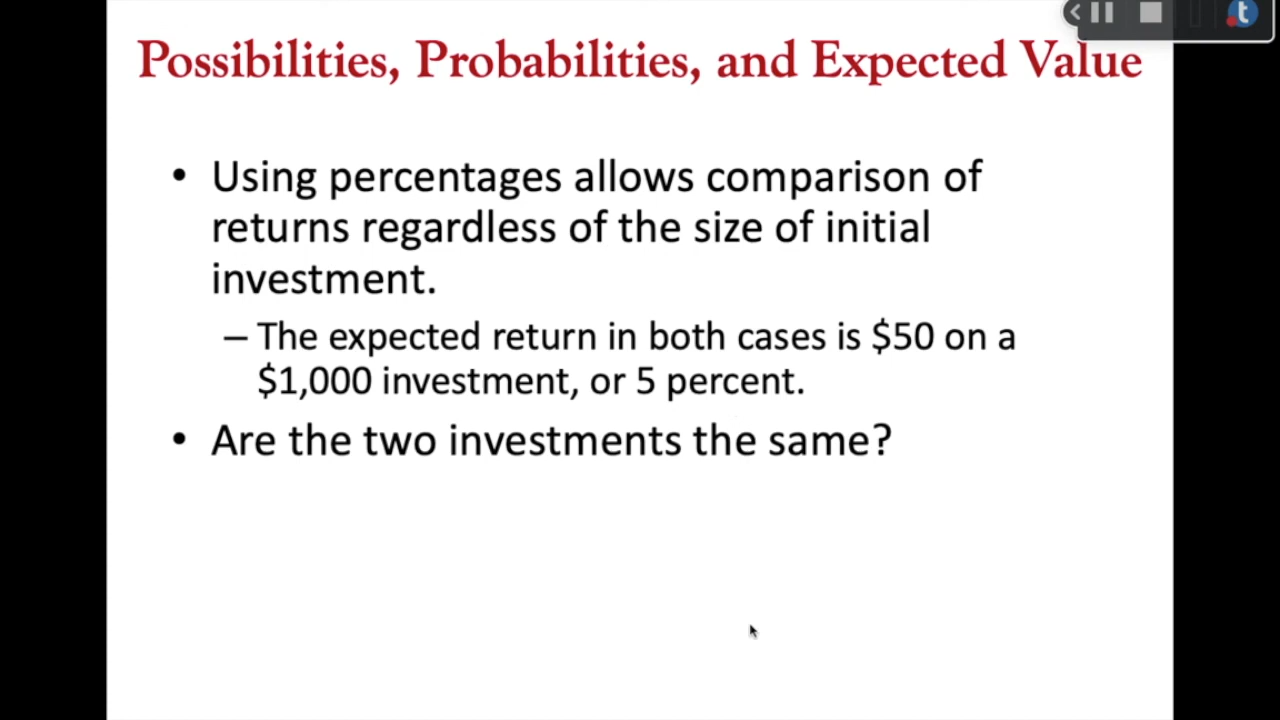 Possibilities, Probabilities, and Expected Value
• Using percentages allows comparison of
returns regardless of the size of initial
investment.
– The expected return in both cases is $50 on a
$1,000 investment, or 5 percent.
• Are the two investments the same?
t